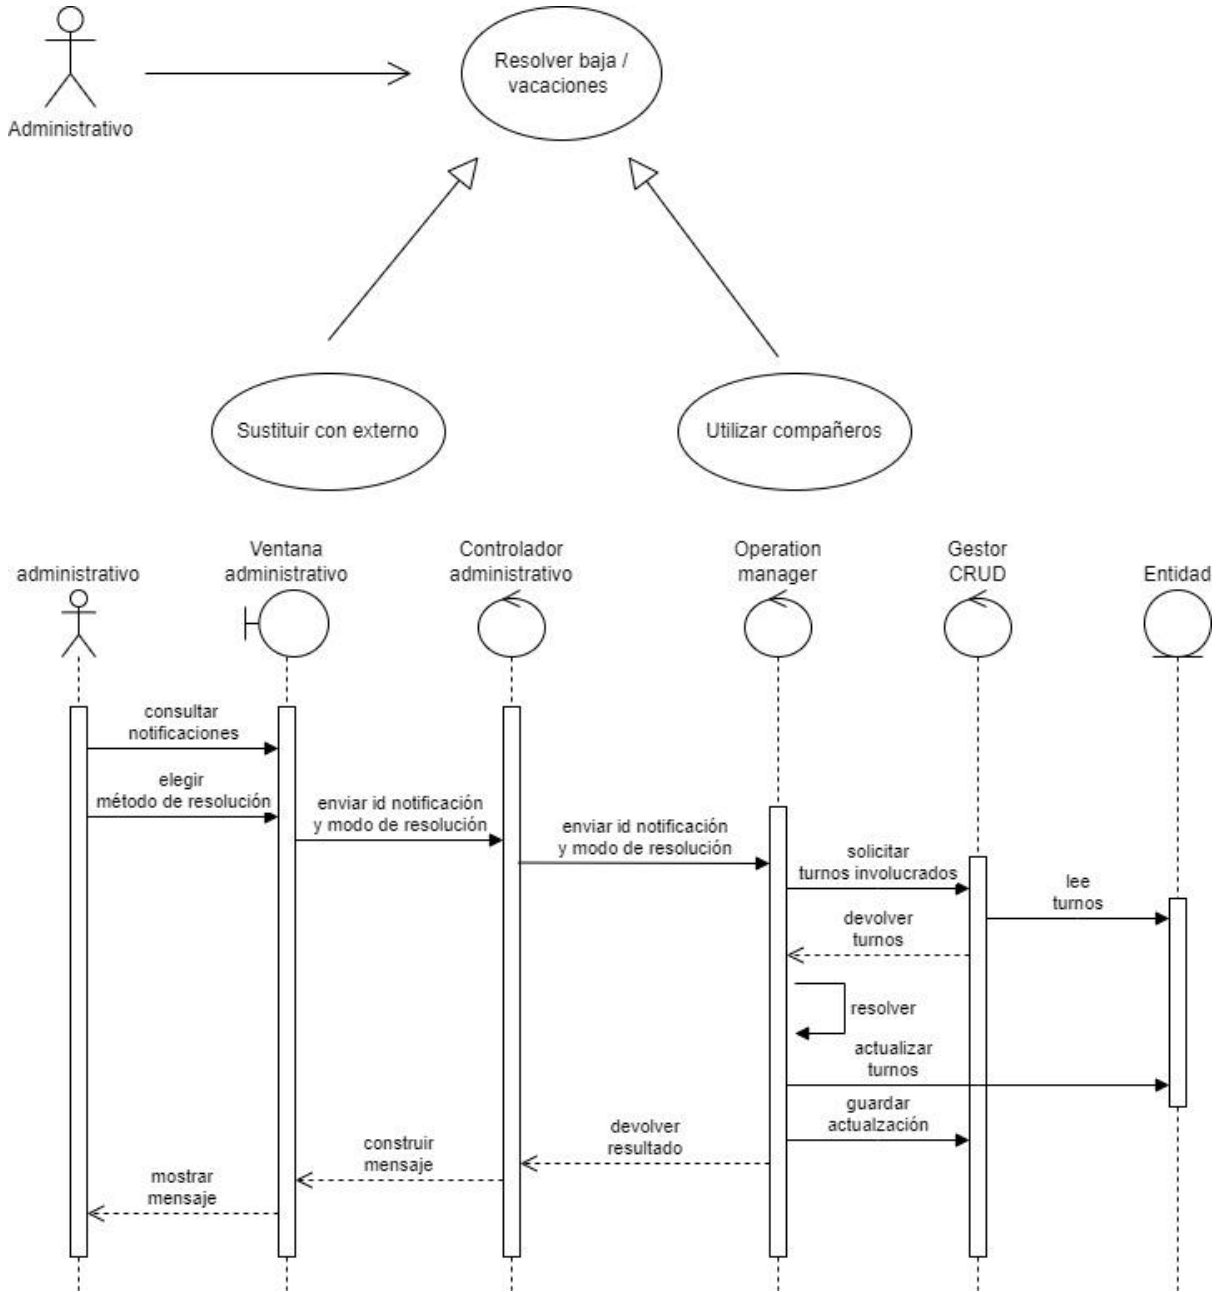 Resolver baja /
vacaciones
Administrativo
Sustituir con externo
Utilizar compañeros
administrativo
Ventana
administrativo
Controlador
administrativo
Operation
manager
Gestor
CRUD
Entidad
consultar
notificaciones
elegir
método de resolución
enviar id notificación
y modo de resolución
enviar id notificación
y modo de resolución
solicitar
turnos involucrados
lee
turnos
devolver
turnos
resolver
actualizar
turnos
guardar
actualzación
devolver
resultado
construir
mensaje
mostrar
mensaje